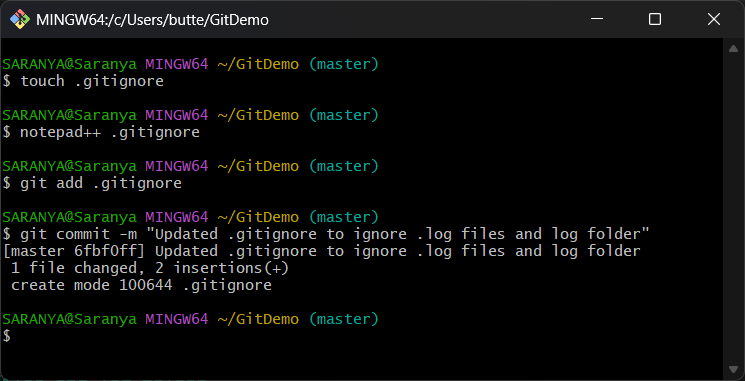 MINGW64:/c/Users/butte/GitDemo
SARANYA@Saranya MINGW64 ~/GitDemo (master)
$ touch .gitignore
SARANYA@Saranya MINGW64 ~/GitDemo (master)
$ notepad++ .gitignore
SARANYA@Saranya MINGW64 ~/GitDemo (master)
$ git add .gitignore
SARANYA@Saranya MINGW64 ~/GitDemo (master)
$ git commit -m "Updated .gitignore to ignore .log files and log folder"
[master 6fbf0ff] Updated .gitignore to ignore .log files and log folder
 1 file changed, 2 insertions(+)
 create mode 100644 .gitignore
SARANYA@Saranya MINGW64 ~/GitDemo (master)
$